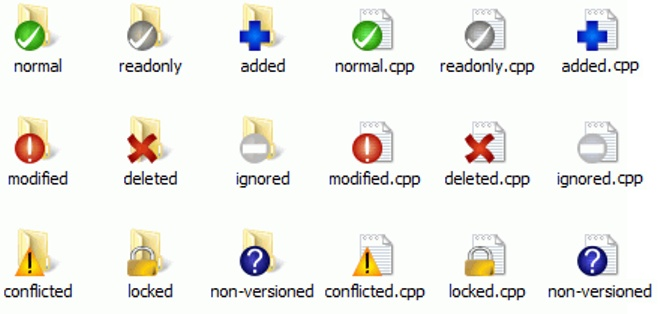 normal readonly added normal.cpp readonly.cpp added.cpp
modified deleted ignored modified.cpp deleted.cpp ignored.cpp
conflicted locked non-versioned conflicted.cpp locked.cpp non-versioned